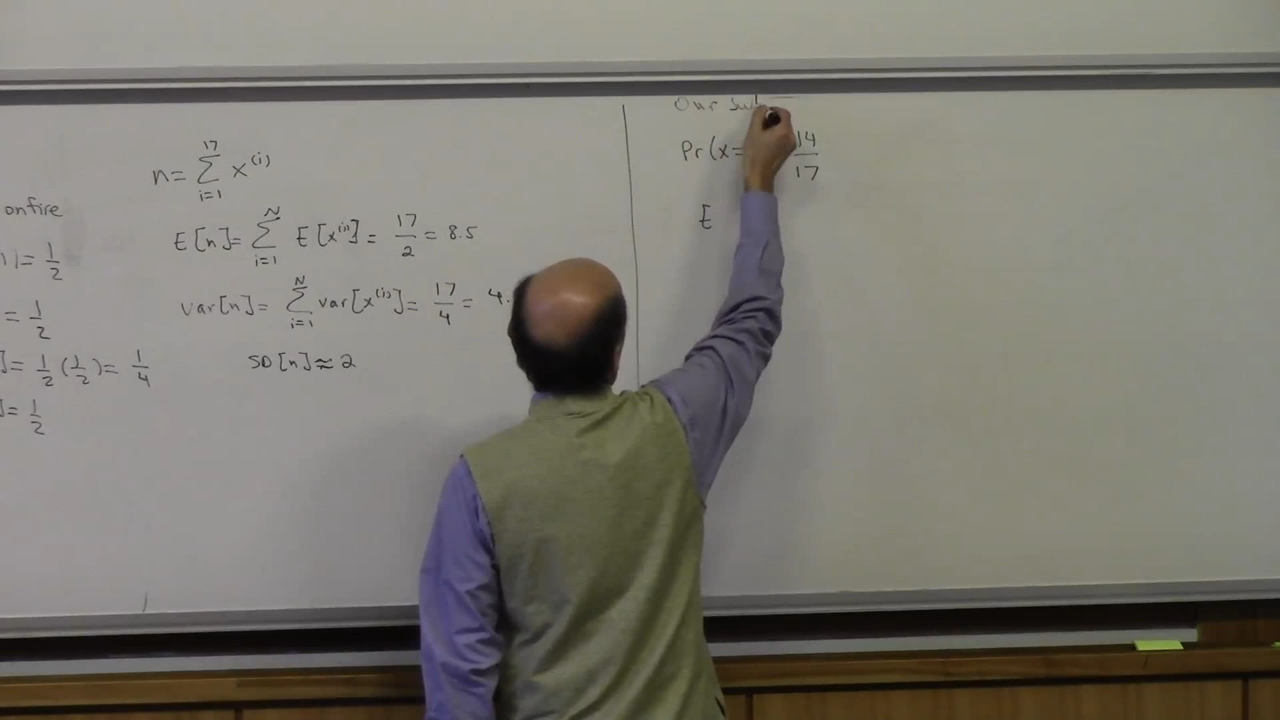 onfire
) = 1/2
= 1/2
] = 1/2 (1/2) = 1/4
] = 1/2
n = ∑_{i=1}^{17} x^{(i)}
E[n] = ∑_{i=1}^{N} E[x^{(i)}] = 17/2 = 8.5
var[n] = ∑_{i=1}^{N} var[x^{(i)}] = 17/4 = 4.
SD[n] ≈ 2
Our
Pr(x= 14/17
E